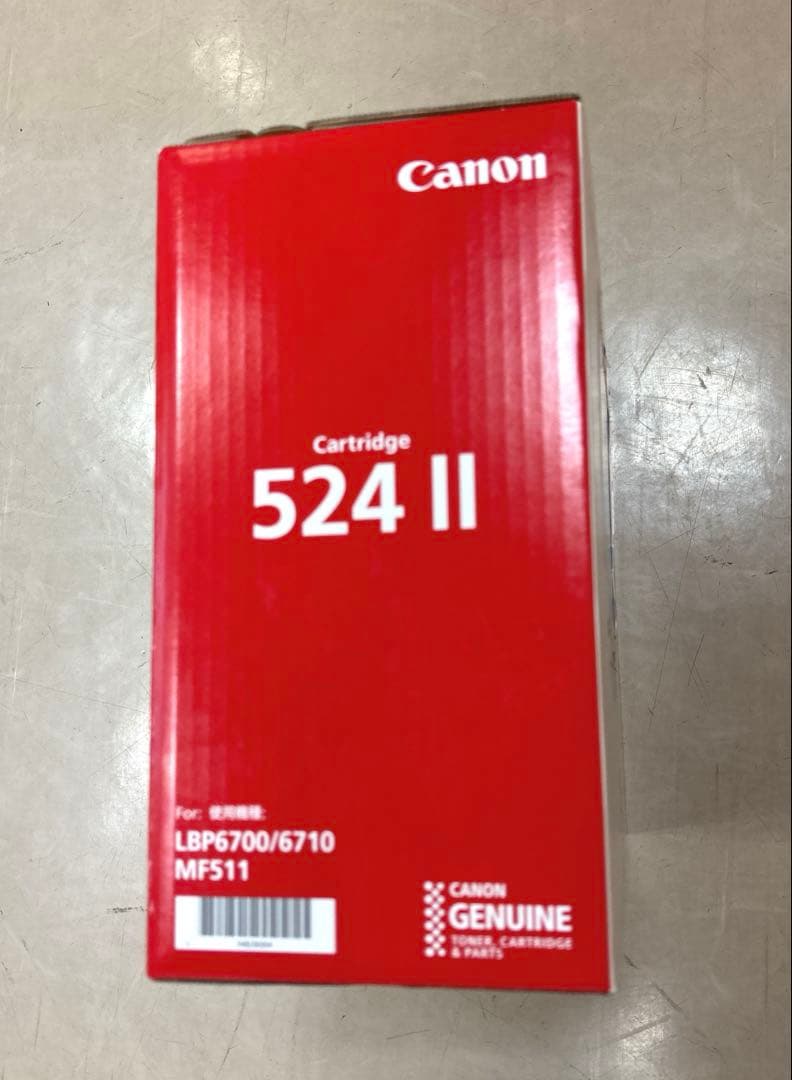 Canon
Cartridge
524 II
For: 使用機種:
LBP6700/6710
MF511
CANON
GENUINE
TONER, CARTRIDGE
& PARTS